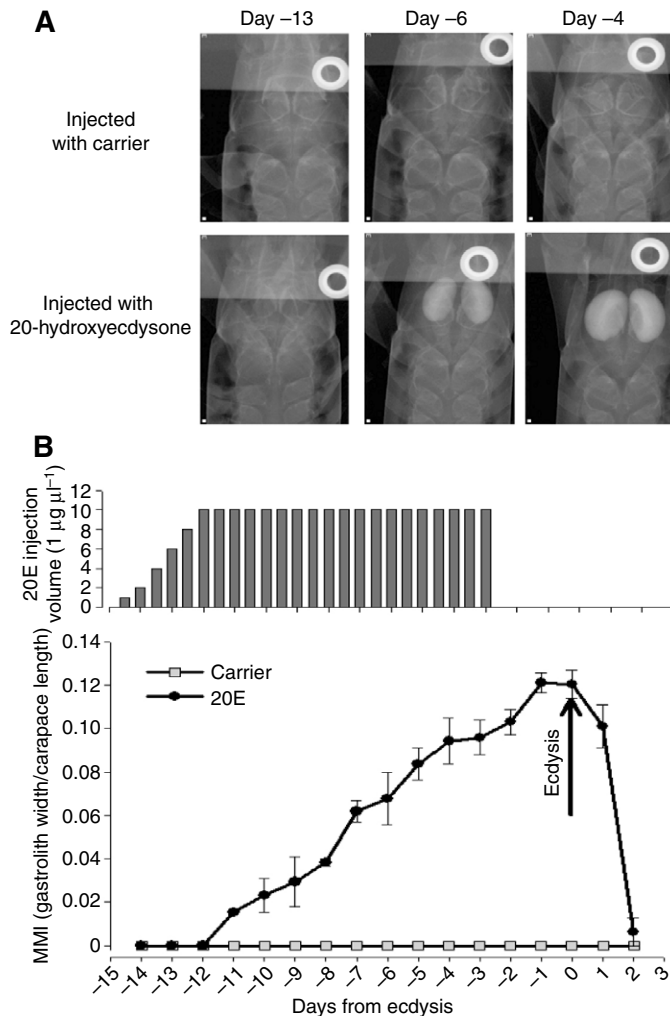 A
Day –13
Day –6
Day –4
Injected
with carrier
Injected with
20-hydroxyecdysone
B
20E injection
volume (1 µg µl–1)
12
10
8
6
4
2
0
MMI (gastrolith width/carapace length)
0.14
0.12
0.10
0.08
0.06
0.04
0.02
0
Carrier
20E
Ecdysis
–15
–14
–13
–12
–11
–10
–9
–8
–7
–6
–5
–4
–3
–2
–1
0
1
2
3
Days from ecdysis